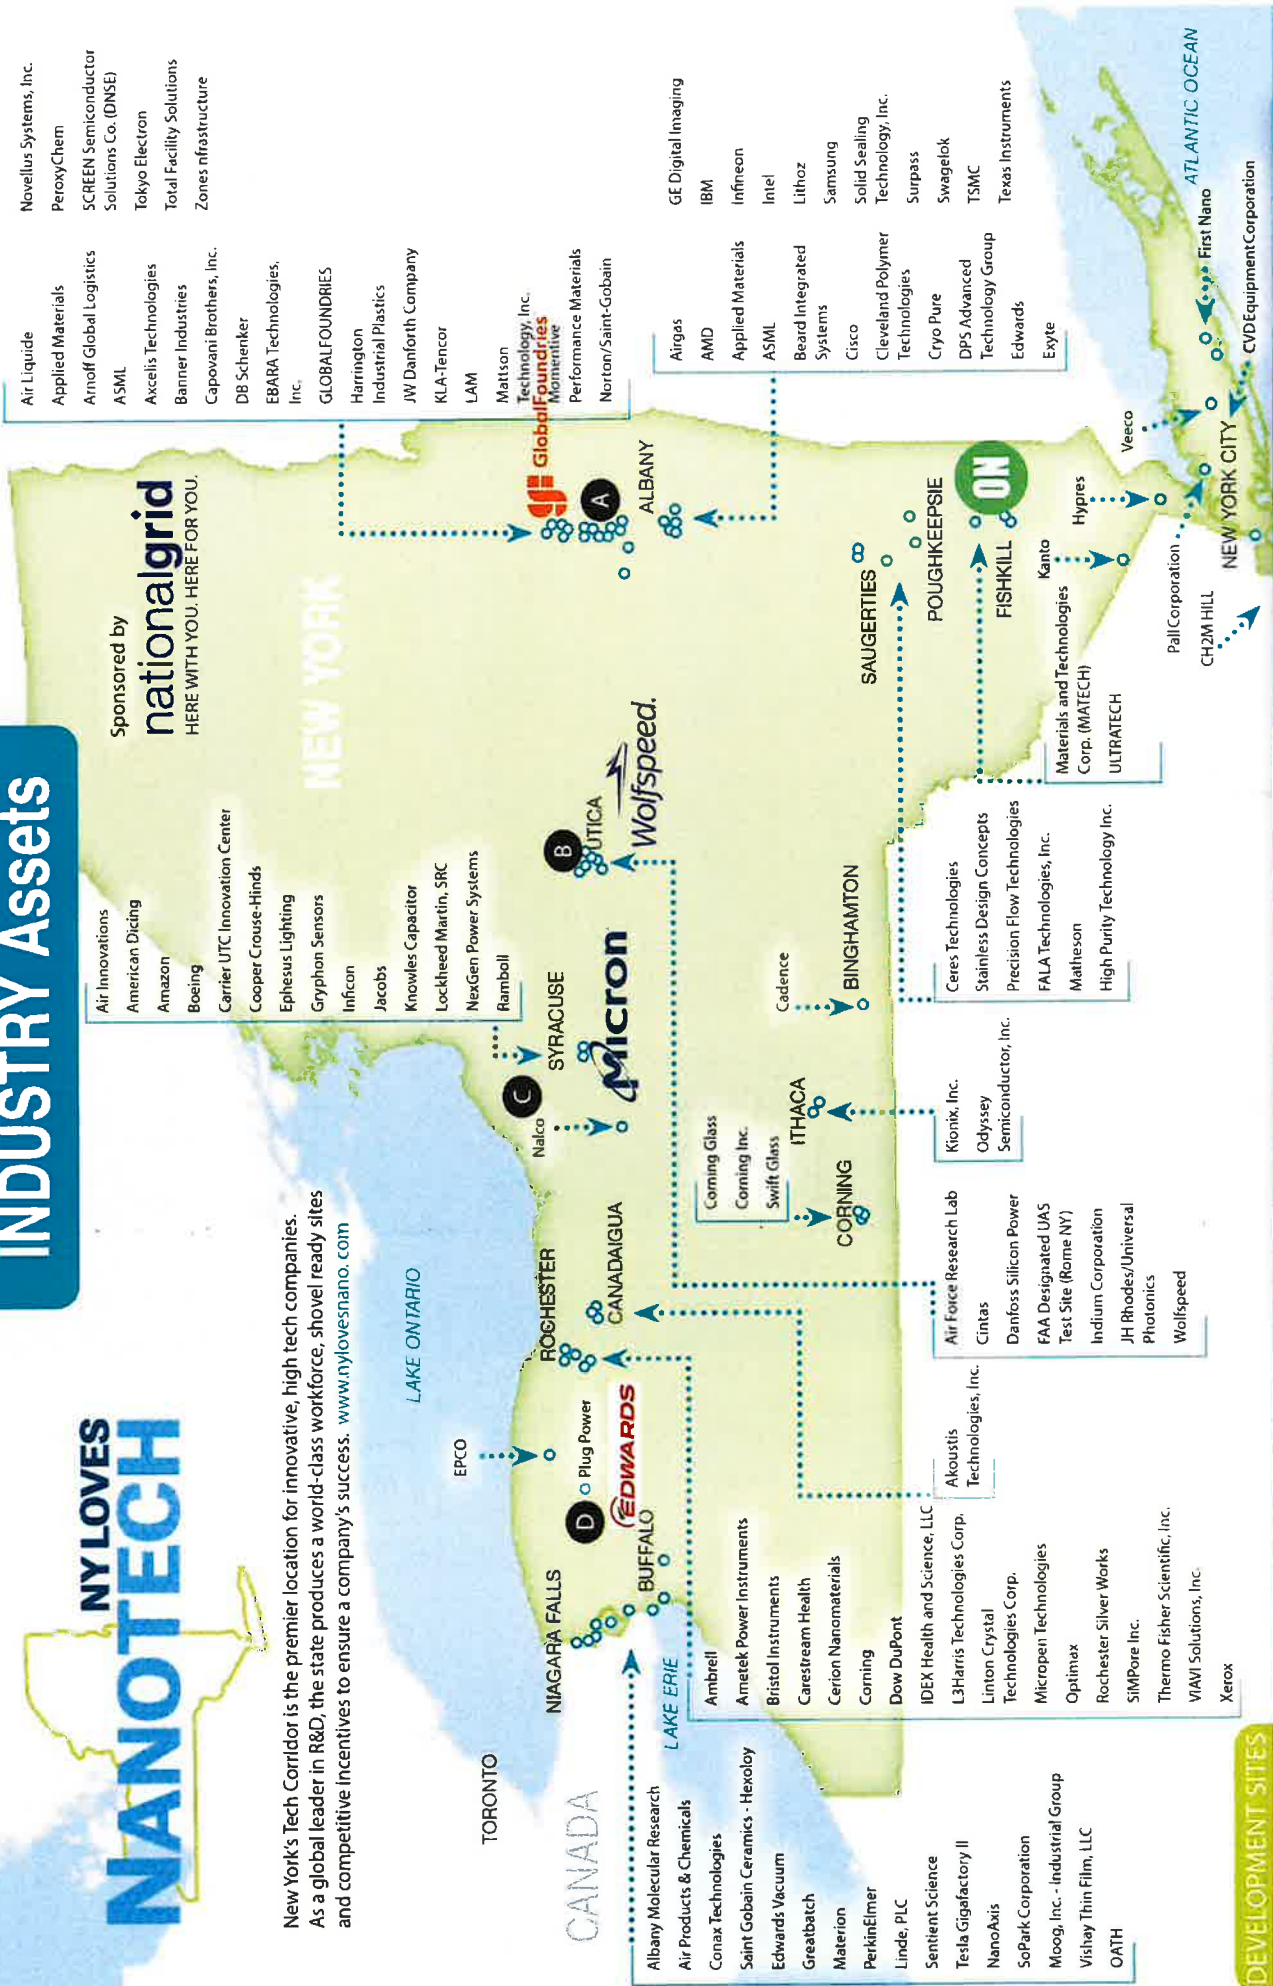 NY LOVES
NANOTECH
INDUSTRY Assets
New York's Tech Corridor is the premier location for innovative, high tech companies.
As a global leader in R&D, the state produces a world-class workforce, shovel ready sites
and competitive incentives to ensure a company's success. www.nylovesnano.com
Sponsored by
nationalgrid
HERE WITH YOU. HERE FOR YOU.
NEW YORK
Air Innovations
American Dicing
Amazon
Boeing
Carrier UTC Innovation Center
Cooper Crouse-Hinds
Ephesus Lighting
Gryphon Sensors
Inficon
Jacobs
Knowles Capacitor
Lockheed Martin, SRC
NexGen Power Systems
Ramboll
Air Liquide
Applied Materials
Arnoff Global Logistics
ASML
Axcelis Technologies
Banner Industries
Capovani Brothers, Inc.
DB Schenker
EBARA Technologies,
Inc.
GLOBALFOUNDRIES
Harrington
Industrial Plastics
JW Danforth Company
KLA-Tencor
LAM
Mattson
Technology, Inc.
Momentive
Performance Materials
Norton/Saint-Gobain
Novellus Systems, Inc.
PeroxyChem
SCREEN Semiconductor
Solutions Co. (DNSE)
Tokyo Electron
Total Facility Solutions
Zones nfrastructure
GlobalFoundries
A
ALBANY
Airgas
AMD
Applied Materials
ASML
Beard Integrated
Systems
Cisco
Cleveland Polymer
Technologies
Cryo Pure
DPS Advanced
Technology Group
Edwards
Exyte
GE Digital Imaging
IBM
Infineon
Intel
Lithoz
Samsung
Solid Sealing
Technology, Inc.
Surpass
Swagelok
TSMC
Texas Instruments
LAKE ONTARIO
TORONTO
CANADA
LAKE ERIE
EPCO
Nalco
C
SYRACUSE
Micron
B
UTICA
Wolfspeed.
ROCHESTER
CANADAIGUA
NIAGARA FALLS
D
Plug Power
EDWARDS
BUFFALO
Corning Glass
Corning Inc.
Swift Glass
CORNING
ITHACA
Cadence
BINGHAMTON
SAUGERTIES
POUGHKEEPSIE
ON
FISHKILL
Kanto
Hypres
Veeco
Pall Corporation
CH2M HILL
NEW YORK CITY
First Nano
CVDEquipmentCorporation
ATLANTIC OCEAN
Albany Molecular Research
Air Products & Chemicals
Conax Technologies
Saint Gobain Ceramics - Hexoloy
Edwards Vacuum
Greatbatch
Materion
PerkinElmer
Linde, PLC
Sentient Science
Tesla Gigafactory II
NanoAxis
SoPark Corporation
Moog, Inc. - Industrial Group
Vishay Thin Film, LLC
OATH
Ambrell
Ametek Power Instruments
Bristol Instruments
Carestream Health
Cerion Nanomaterials
Corning
Dow DuPont
IDEX Health and Science, LLC
L3Harris Technologies Corp.
Linton Crystal
Technologies Corp.
Micropen Technologies
Optimax
Rochester Silver Works
SiMPore Inc.
Thermo Fisher Scientific, Inc.
VIAVI Solutions, Inc.
Xerox
Akoustis
Technologies, Inc.
Air Force Research Lab
Cintas
Danfoss Silicon Power
FAA Designated UAS
Test Site (Rome NY)
Indium Corporation
JH Rhodes/Universal
Photonics
Wolfspeed
Kionix, Inc.
Odyssey
Semiconductor, Inc.
Ceres Technologies
Stainless Design Concepts
Precision Flow Technologies
FALA Technologies, Inc.
Matheson
High Purity Technology Inc.
Materials and Technologies
Corp. (MATECH)
ULTRATECH
DEVELOPMENT SITES